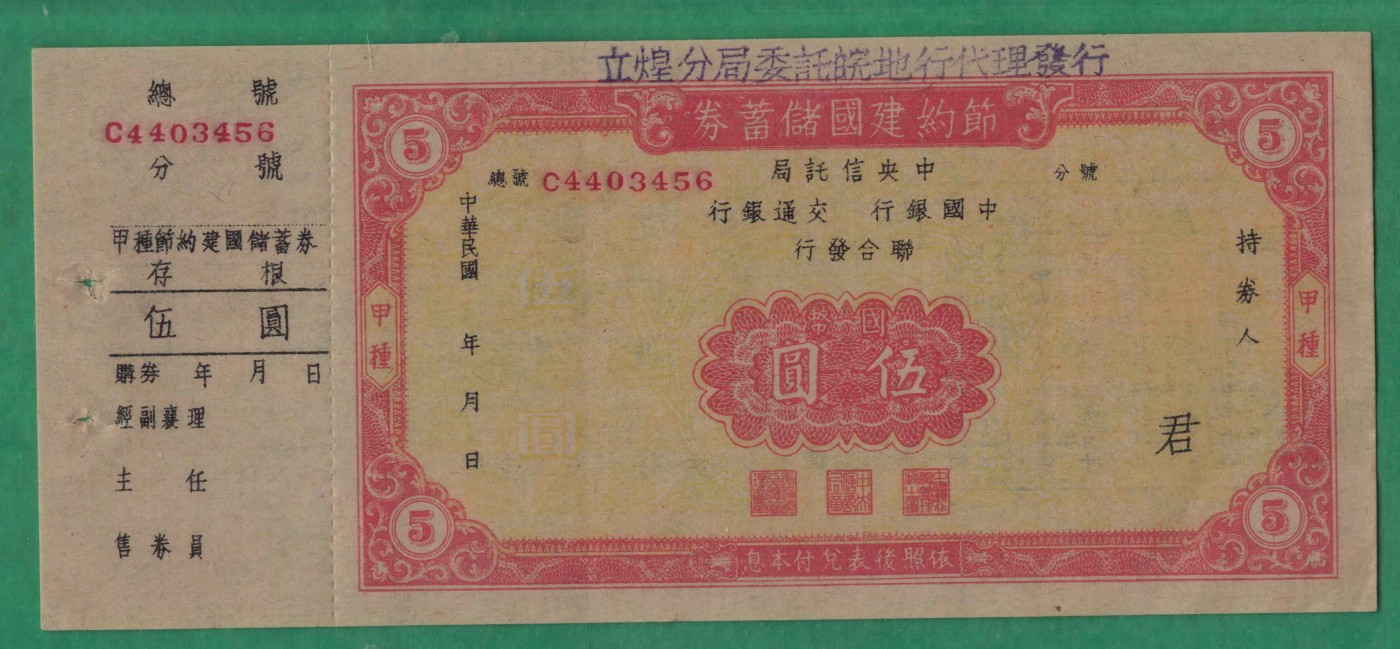 立煌分局委託皖地行代理發行
總號
C4403456
分號
甲種節約建國儲蓄券
存根
伍圓
購券 年 月 日
經副襄理
主任
售券員
5
5
節約建國儲蓄券
總號 C4403456
分號
中央信託局
中國銀行 交通銀行
聯合發行
持券人
君
國幣
伍圓
中華民國 年 月 日
伍圓
甲種
甲種
5
5
依照後表兌付本息